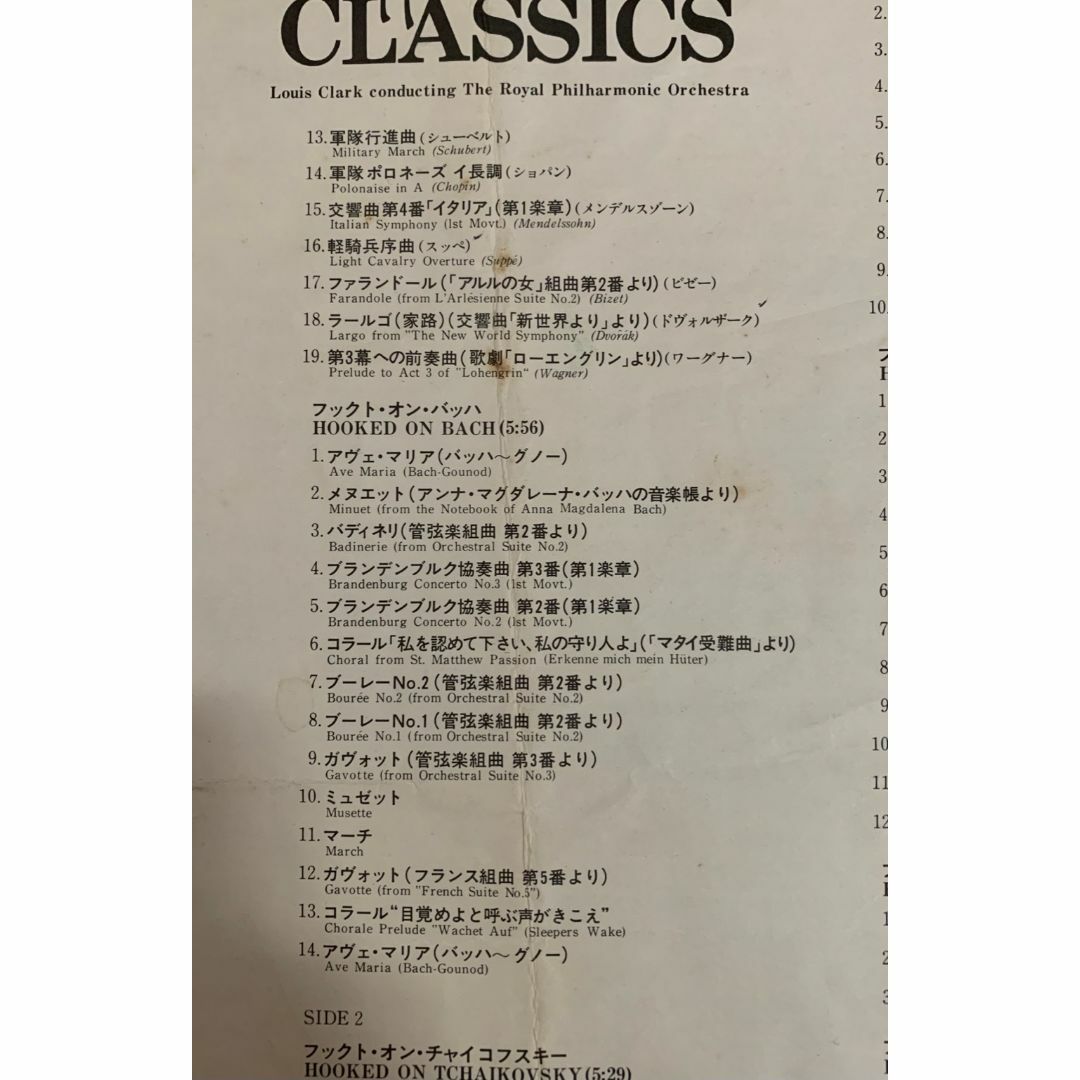 CLASSICS
Louis Clark conducting The Royal Philharmonic Orchestra
13.軍隊行進曲(シューベルト)
Military March (Schubert)
14.軍隊ポロネーズ イ長調(ショパン)
Polonaise in A (Chopin)
15.交響曲第4番「イタリア」(第1楽章)(メンデルスゾーン)
Italian Symphony (1st Movt.) (Mendelssohn)
16.軽騎兵序曲(スッペ)
Light Cavalry Overture (Suppé)
17.ファランドール(「アルルの女」組曲第2番より)(ビゼー)
Farandole (from L'Arlésienne Suite No.2) (Bizet)
18.ラールゴ(家路)(交響曲「新世界より」より)(ドヴォルザーク)
Largo from "The New World Symphony" (Dvořák)
19.第3幕への前奏曲(歌劇「ローエングリン」より)(ワーグナー)
Prelude to Act 3 of "Lohengrin" (Wagner)
フックト・オン・バッハ
HOOKED ON BACH(5:56)
1.アヴェ・マリア(バッハ〜グノー)
Ave Maria (Bach-Gounod)
2.メヌエット(アンナ・マグダレーナ・バッハの音楽帳より)
Minuet (from the Notebook of Anna Magdalena Bach)
3.バディネリ(管弦楽組曲 第2番より)
Badinerie (from Orchestral Suite No.2)
4.ブランデンブルク協奏曲 第3番(第1楽章)
Brandenburg Concerto No.3 (1st Movt.)
5.ブランデンブルク協奏曲 第2番(第1楽章)
Brandenburg Concerto No.2 (1st Movt.)
6.コラール「私を認めて下さい、私の守り人よ」(「マタイ受難曲」より)
Choral from St. Matthew Passion (Erkenne mich mein Hüter)
7.ブーレーNo.2(管弦楽組曲 第2番より)
Bourée No.2 (from Orchestral Suite No.2)
8.ブーレーNo.1(管弦楽組曲 第2番より)
Bourée No.1 (from Orchestral Suite No.2)
9.ガヴォット(管弦楽組曲 第3番より)
Gavotte (from Orchestral Suite No.3)
10.ミュゼット
Musette
11.マーチ
March
12.ガヴォット(フランス組曲 第5番より)
Gavotte (from "French Suite No.5")
13.コラール“目覚めよと呼ぶ声がきこえ”
Chorale Prelude "Wachet Auf" (Sleepers Wake)
14.アヴェ・マリア(バッハ〜グノー)
Ave Maria (Bach-Gounod)
SIDE 2
フックト・オン・チャイコフスキー
HOOKED ON TCHAIKOVSKY(5:29)
2.
3.
4.
5.
6.
7.
8.
9.
10.
1
2
3
4
5
6
7
8
9
10
11
12
1
2
3